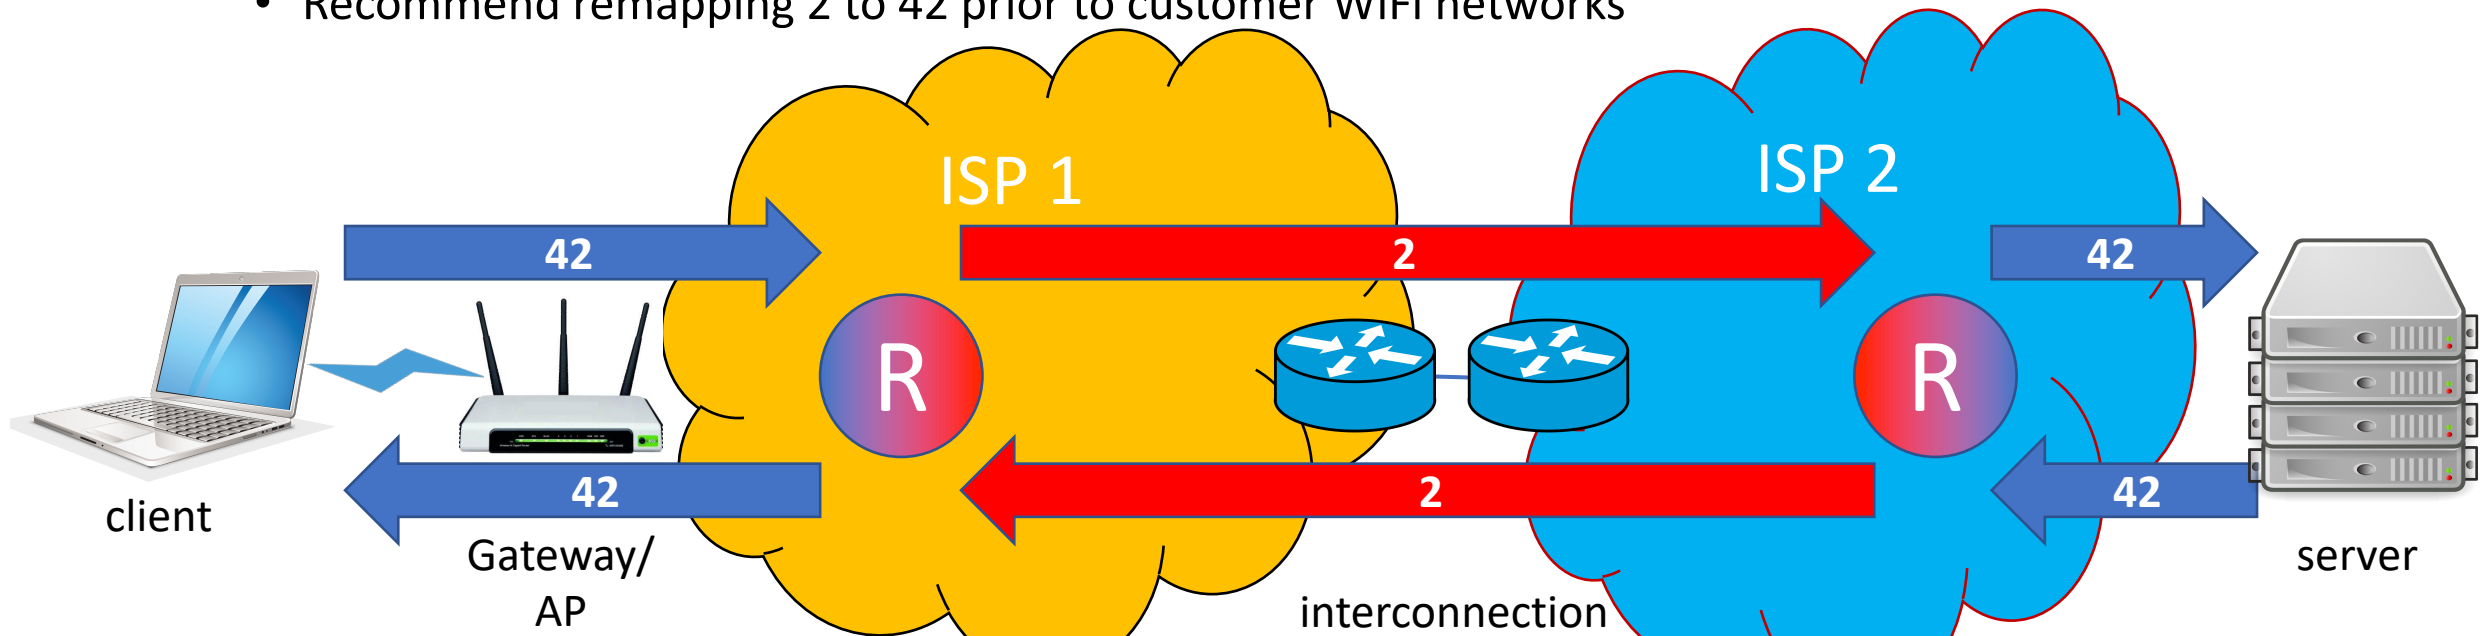 • Recommend remapping 2 to 42 prior to customer WiFi networks
ISP 1
ISP 2
42
2
42
R
R
42
2
42
client
Gateway/
AP
interconnection
server